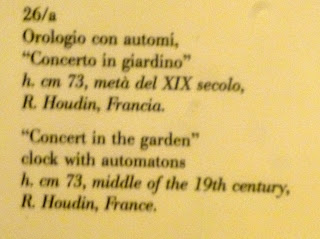 26/a
Orologio con automi,
“Concerto in giardino”
h. cm 73, metà del XIX secolo,
R. Houdin, Francia.
“Concert in the garden”
clock with automatons
h. cm 73, middle of the 19th century,
R. Houdin, France.